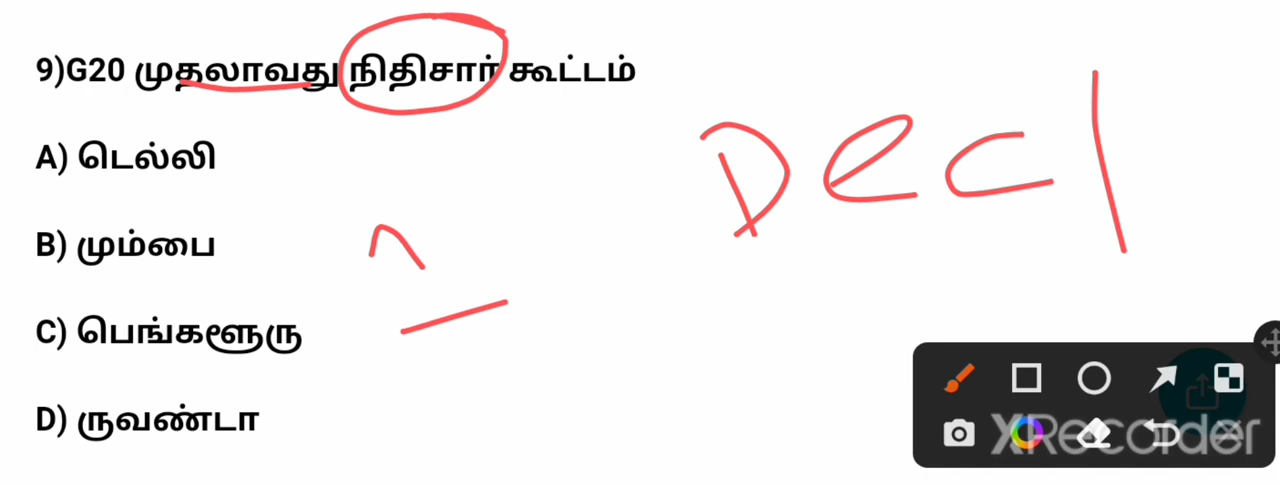 9)G20 முதலாவது நிதிசார் கூட்டம்
Dec 1
A) டெல்லி
B) மும்பை
C) பெங்களூரு
D) ருவண்டா
XRecorder